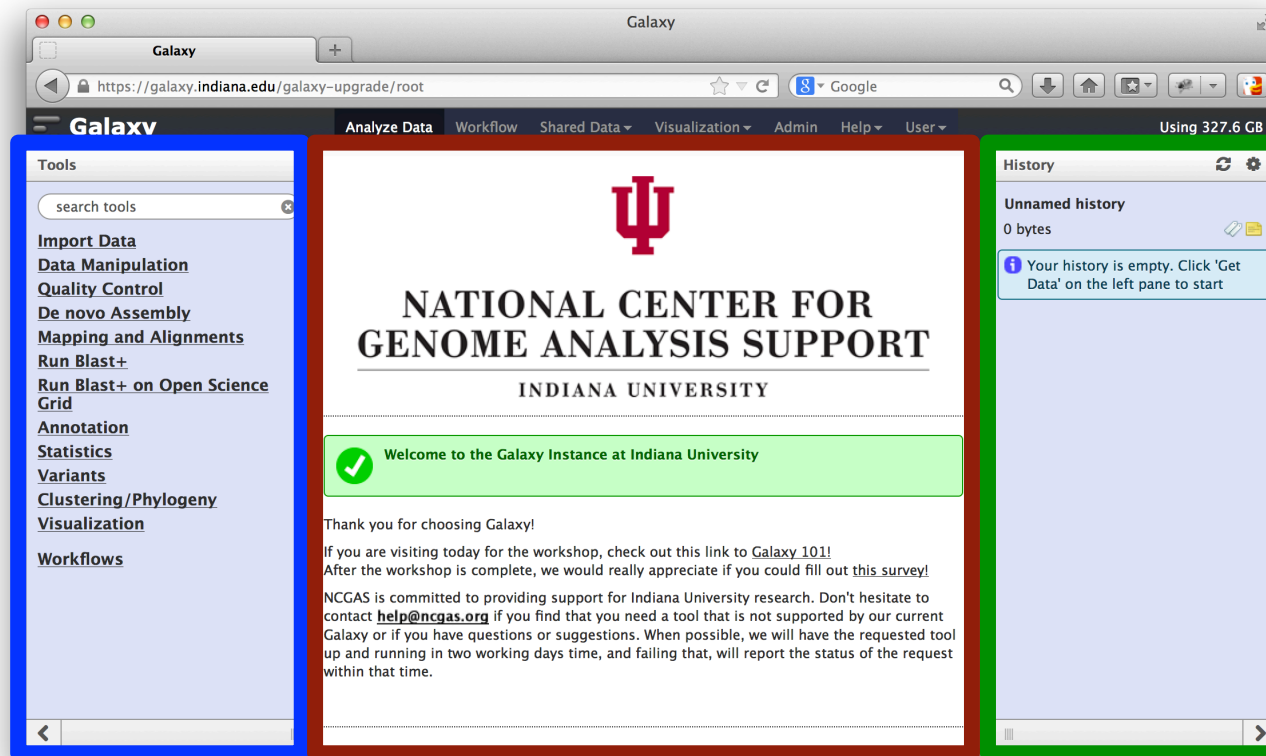 Galaxy
Galaxy
https://galaxy.indiana.edu/galaxy-upgrade/root
Google
Galaxy
Analyze Data Workflow Shared Data Visualization Admin Help User
Using 327.6 GB
Tools
search tools
Import Data
Data Manipulation
Quality Control
De novo Assembly
Mapping and Alignments
Run Blast+
Run Blast+ on Open Science
Grid
Annotation
Statistics
Variants
Clustering/Phylogeny
Visualization
Workflows
NATIONAL CENTER FOR
GENOME ANALYSIS SUPPORT
INDIANA UNIVERSITY
Welcome to the Galaxy Instance at Indiana University
Thank you for choosing Galaxy!
If you are visiting today for the workshop, check out this link to Galaxy 101!
After the workshop is complete, we would really appreciate if you could fill out this survey!
NCGAS is committed to providing support for Indiana University research. Don't hesitate to
contact help@ncgas.org if you find that you need a tool that is not supported by our current
Galaxy or if you have questions or suggestions. When possible, we will have the requested tool
up and running in two working days time, and failing that, will report the status of the request
within that time.
History
Unnamed history
0 bytes
Your history is empty. Click 'Get
Data' on the left pane to start